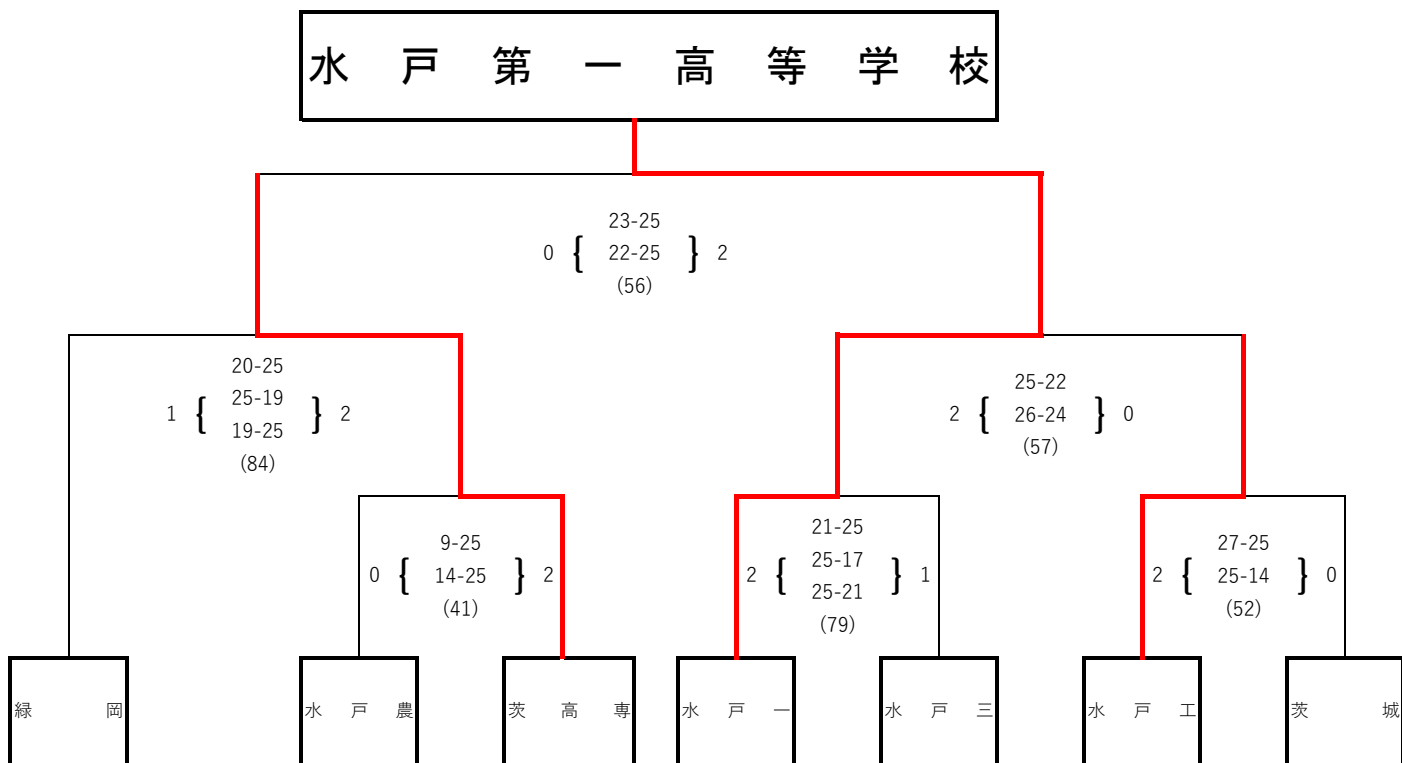 水戸第一高等学校
23-25
0 { 22-25 } 2
(56)
20-25
25-19
1 { } 2
19-25
(84)
25-22
2 { 26-24 } 0
(57)
9-25
0 { 14-25 } 2
(41)
21-25
25-17
2 { } 1
25-21
(79)
27-25
2 { 25-14 } 0
(52)
緑岡
水戸農
茨高専
水戸一
水戸三
水戸工
茨城